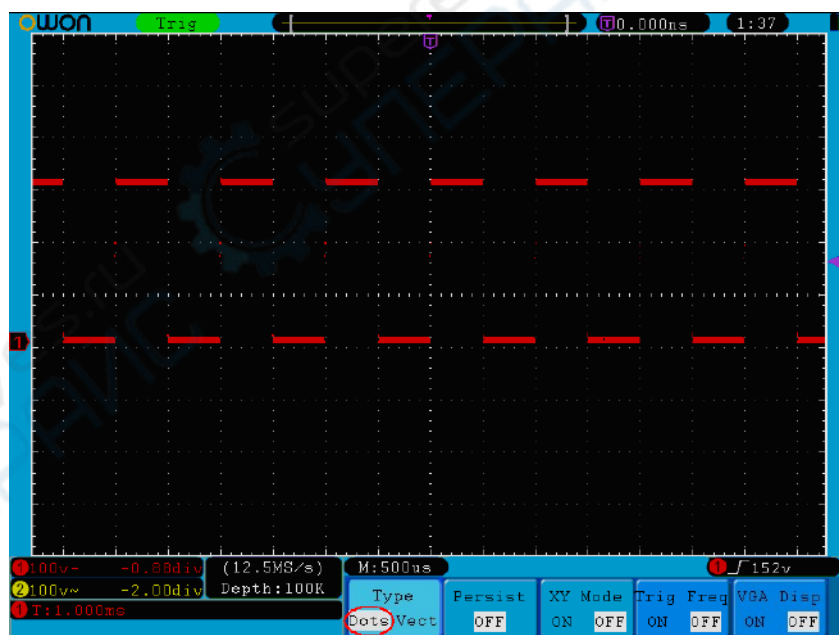 OWON Trig T 0.000ns 1:37
T
1
1 100v- -0.88div (12.5MS/s) M:500us 1 152v
2 100v~ -2.00div Depth:100K
1 T:1.000ms
Type Persist XY Mode Trig Freq VGA Disp
Dots Vect OFF ON OFF ON OFF ON OFF
super
СУПЕР